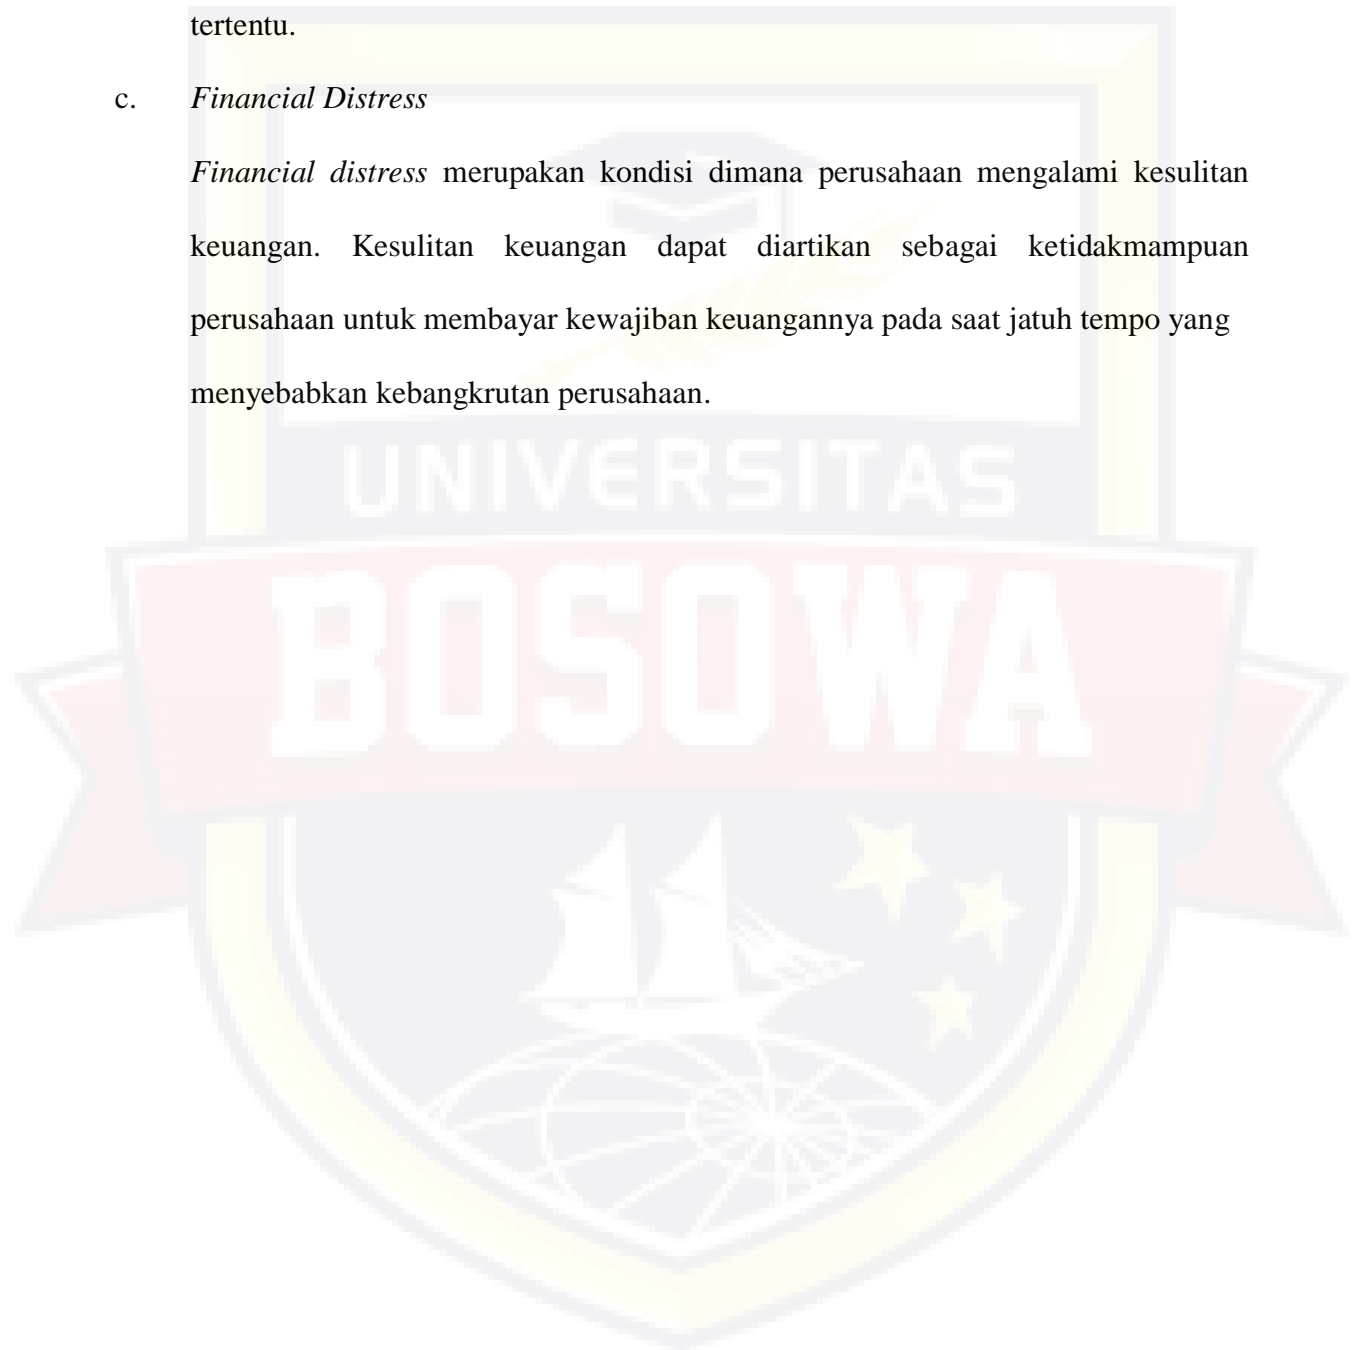 tertentu.
c. Financial Distress
Financial distress merupakan kondisi dimana perusahaan mengalami kesulitan
keuangan. Kesulitan keuangan dapat diartikan sebagai ketidakmampuan
perusahaan untuk membayar kewajiban keuangannya pada saat jatuh tempo yang
menyebabkan kebangkrutan perusahaan.
UNIVERSITAS
BOSOWA